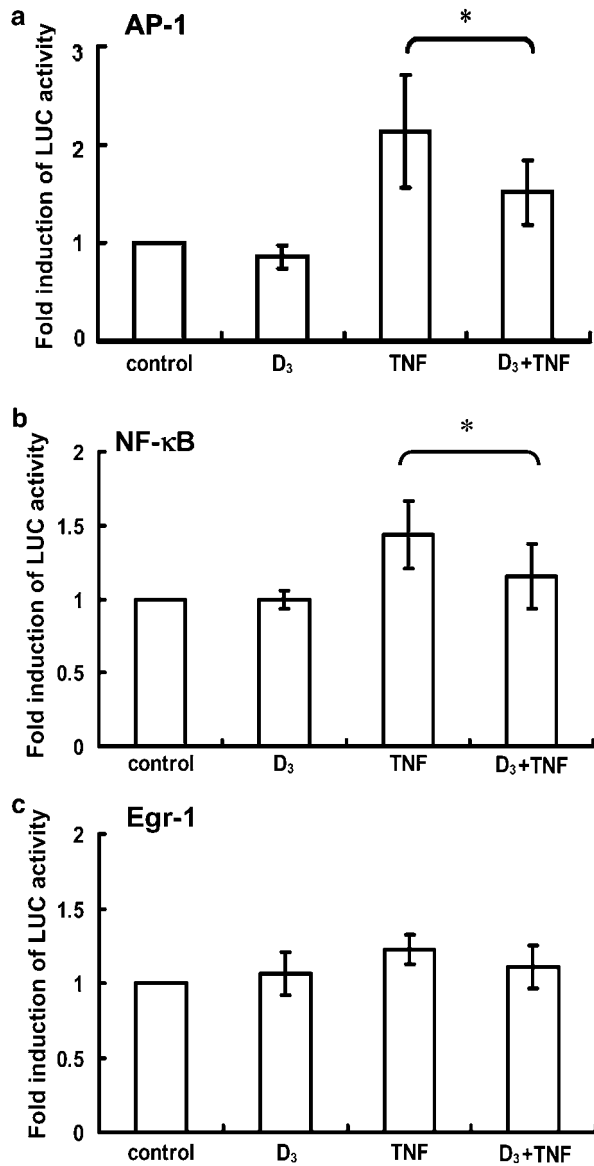 a
AP-1
*
Fold induction of LUC activity
3
2
1
0
control D₃ TNF D₃+TNF
b
NF-κB
*
Fold induction of LUC activity
2
1.5
1
0.5
0
control D₃ TNF D₃+TNF
c
Egr-1
Fold induction of LUC activity
2
1.5
1
0.5
0
control D₃ TNF D₃+TNF